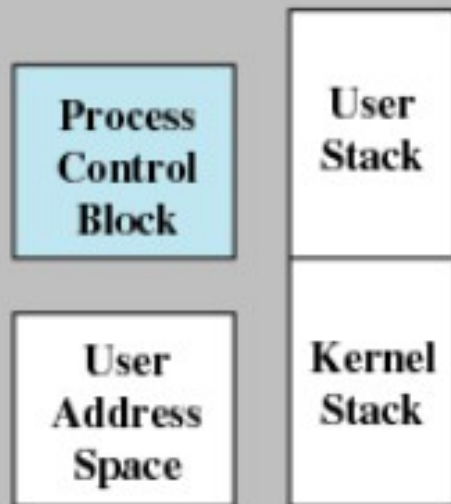 Process
Control
Block
User
Address
Space
User
Stack
Kernel
Stack